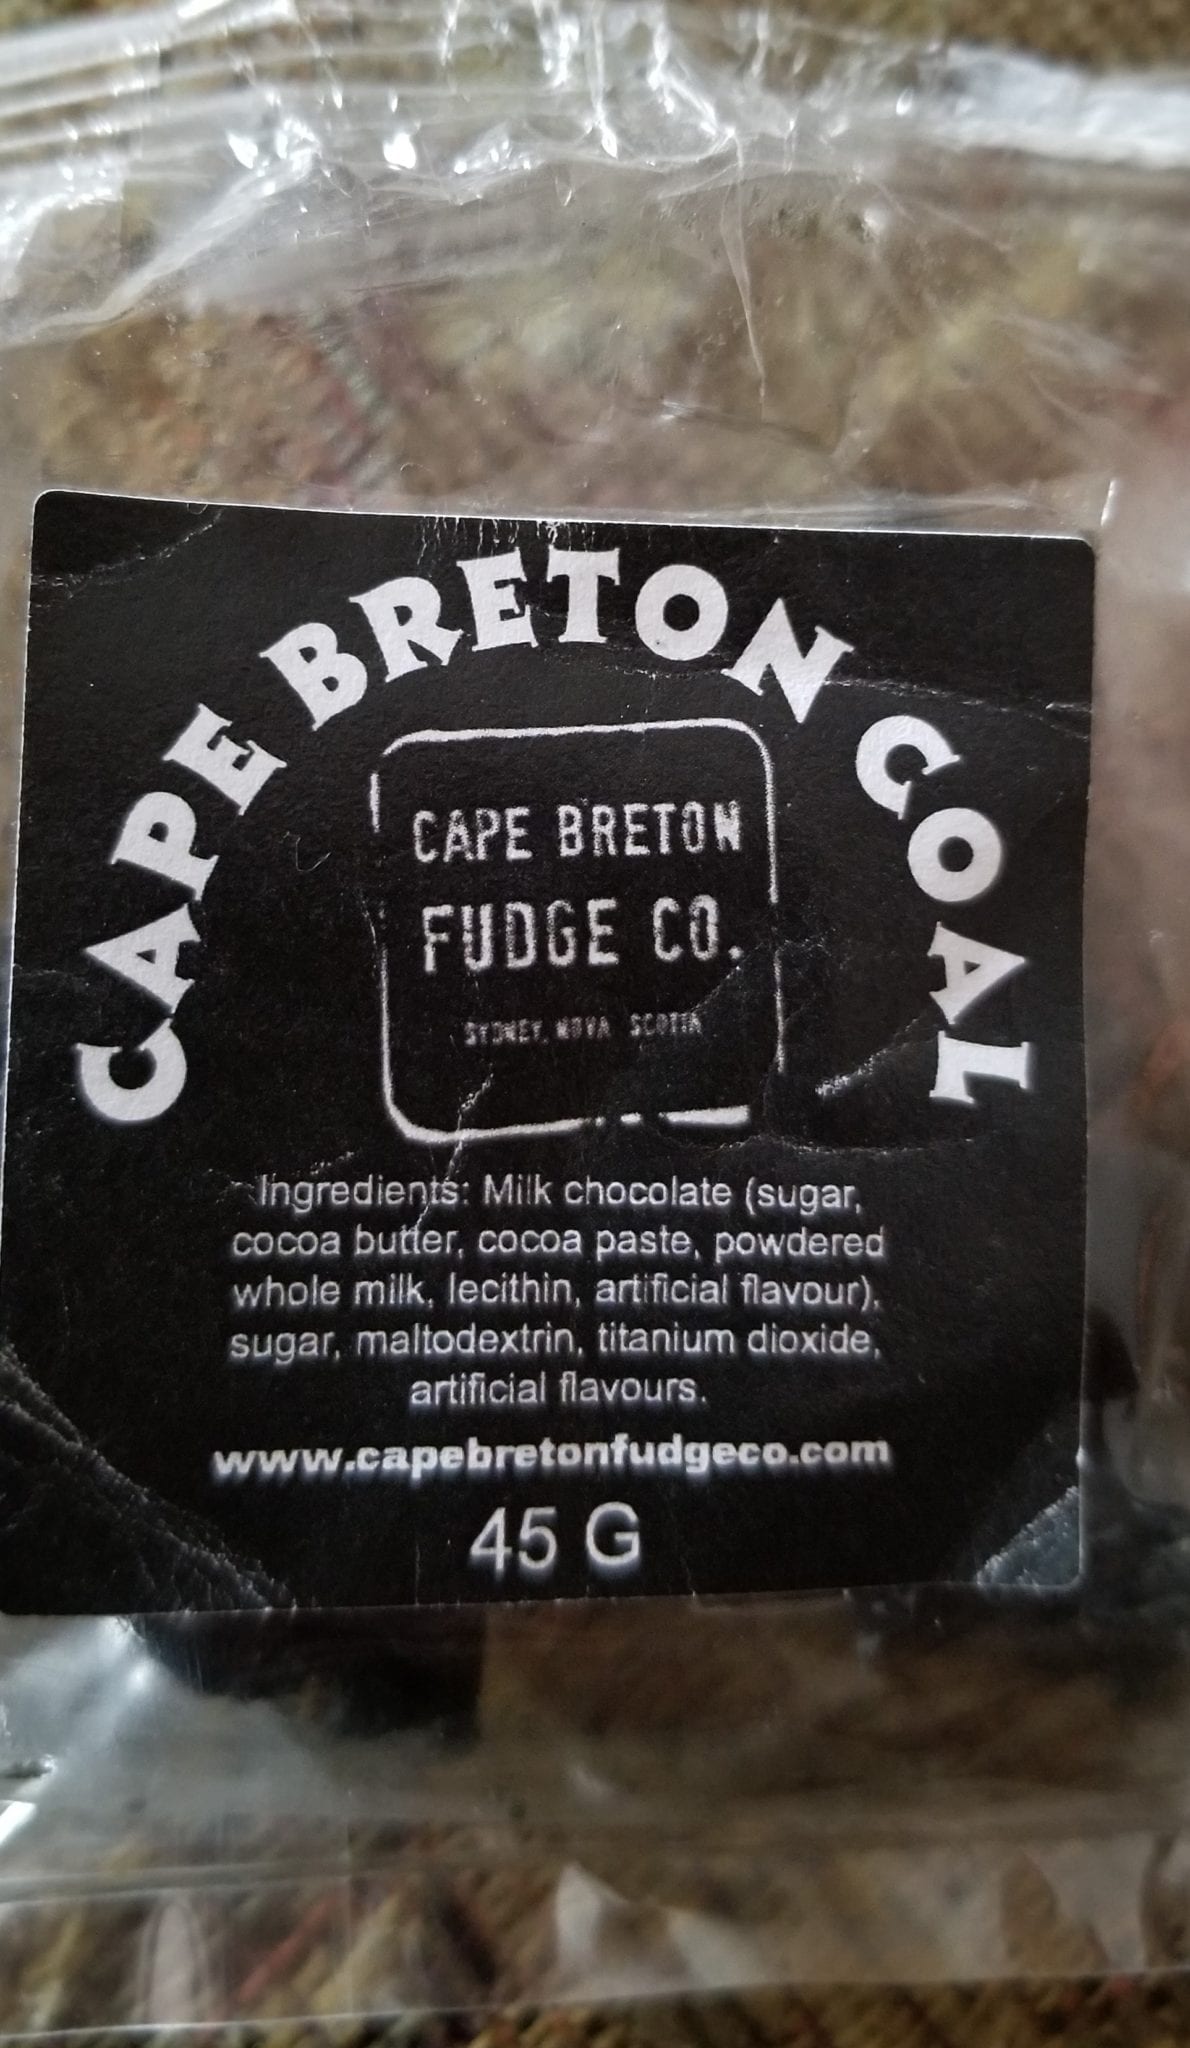 CAPE BRETON COAL
CAPE BRETON
FUDGE CO.
SYDNEY, NOVA SCOTIA
Ingredients: Milk chocolate (sugar,
cocoa butter, cocoa paste, powdered
whole milk, lecithin, artificial flavour),
sugar, maltodextrin, titanium dioxide,
artificial flavours.
www.capebretonfudgeco.com
45 G